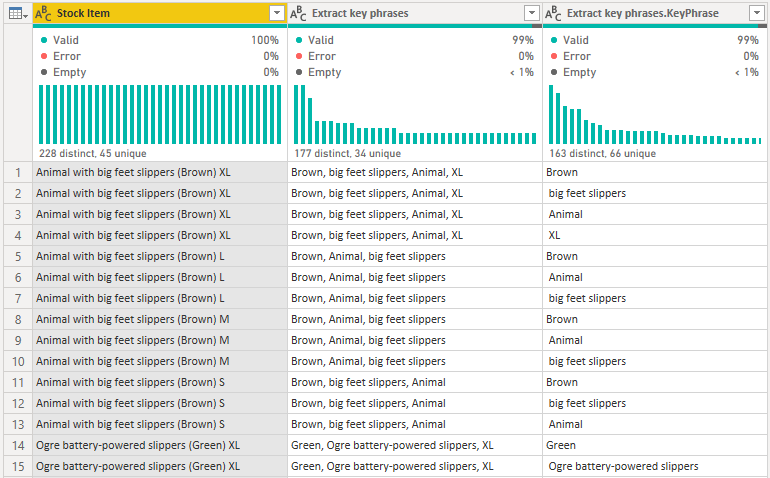 ABC Stock Item ABC Extract key phrases ABC Extract key phrases.KeyPhrase
Valid 100% Valid 99% Valid 99%
Error 0% Error 0% Error 0%
Empty 0% Empty < 1% Empty < 1%
228 distinct, 45 unique 177 distinct, 34 unique 163 distinct, 66 unique
1 Animal with big feet slippers (Brown) XL Brown, big feet slippers, Animal, XL Brown
2 Animal with big feet slippers (Brown) XL Brown, big feet slippers, Animal, XL big feet slippers
3 Animal with big feet slippers (Brown) XL Brown, big feet slippers, Animal, XL Animal
4 Animal with big feet slippers (Brown) XL Brown, big feet slippers, Animal, XL XL
5 Animal with big feet slippers (Brown) L Brown, Animal, big feet slippers Brown
6 Animal with big feet slippers (Brown) L Brown, Animal, big feet slippers Animal
7 Animal with big feet slippers (Brown) L Brown, Animal, big feet slippers big feet slippers
8 Animal with big feet slippers (Brown) M Brown, Animal, big feet slippers Brown
9 Animal with big feet slippers (Brown) M Brown, Animal, big feet slippers Animal
10 Animal with big feet slippers (Brown) M Brown, Animal, big feet slippers big feet slippers
11 Animal with big feet slippers (Brown) S Brown, big feet slippers, Animal Brown
12 Animal with big feet slippers (Brown) S Brown, big feet slippers, Animal big feet slippers
13 Animal with big feet slippers (Brown) S Brown, big feet slippers, Animal Animal
14 Ogre battery-powered slippers (Green) XL Green, Ogre battery-powered slippers, XL Green
15 Ogre battery-powered slippers (Green) XL Green, Ogre battery-powered slippers, XL Ogre battery-powered slippers